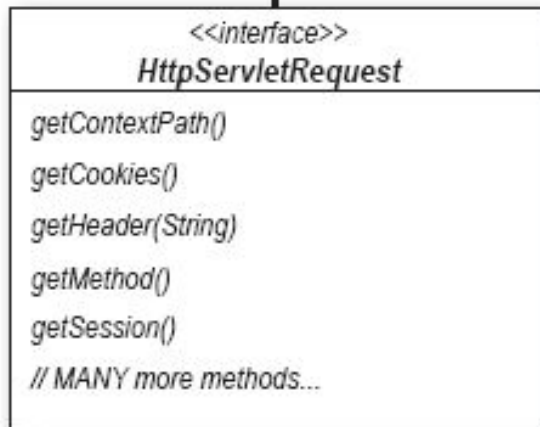 <<interface>>
HttpServletRequest
getContextPath()
getCookies()
getHeader(String)
getMethod()
getSession()
// MANY more methods...